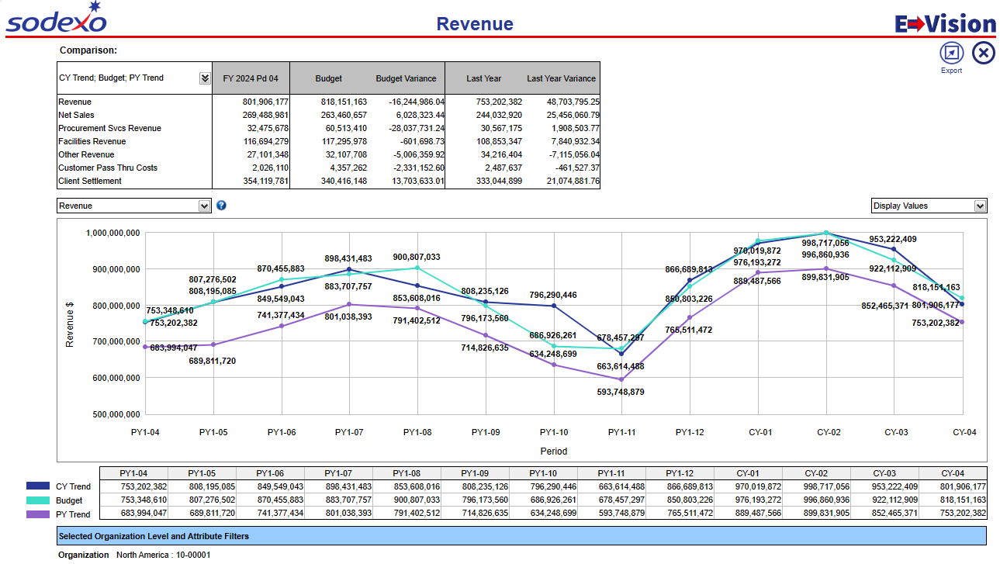 sodexo
Revenue
E Vision
Comparison:
Export
CY Trend; Budget; PY Trend FY 2024 Pd 04 Budget Budget Variance Last Year Last Year Variance
Revenue 801,906,177 818,151,163 -16,244,986.04 753,202,382 48,703,795.25
Net Sales 269,488,981 263,460,657 6,028,323.44 244,032,920 25,456,060.79
Procurement Svcs Revenue 32,475,678 60,513,410 -28,037,731.24 30,567,175 1,908,503.77
Facilities Revenue 116,694,279 117,295,978 -601,698.73 108,853,347 7,840,932.34
Other Revenue 27,101,348 32,107,708 -5,006,359.92 34,216,404 -7,115,056.04
Customer Pass Thru Costs 2,026,110 4,357,262 -2,331,152.60 2,487,637 -461,527.37
Client Settlement 354,119,781 340,416,148 13,703,633.01 333,044,899 21,074,881.76
Revenue ? Display Values
1,000,000,000
900,000,000
800,000,000
700,000,000
600,000,000
500,000,000
Revenue $
753,348,610
753,202,382
683,994,047
807,276,502
808,195,085
689,811,720
870,455,883
849,549,043
741,377,434
898,431,483
883,707,757
801,038,393
900,807,033
853,608,016
791,402,512
808,235,126
796,173,560
714,826,635
796,290,446
686,926,261
634,248,699
678,457,297
663,614,488
593,748,879
866,689,813
850,803,226
765,511,472
970,019,872
976,193,272
889,487,566
998,717,056
996,860,936
899,831,905
953,222,409
922,112,909
852,465,371
818,151,163
801,906,177
753,202,382
PY1-04 PY1-05 PY1-06 PY1-07 PY1-08 PY1-09 PY1-10 PY1-11 PY1-12 CY-01 CY-02 CY-03 CY-04
Period
PY1-04 PY1-05 PY1-06 PY1-07 PY1-08 PY1-09 PY1-10 PY1-11 PY1-12 CY-01 CY-02 CY-03 CY-04
CY Trend 753,202,382 808,195,085 849,549,043 898,431,483 853,608,016 808,235,126 796,290,446 663,614,488 866,689,813 970,019,872 998,717,056 953,222,409 801,906,177
Budget 753,348,610 807,276,502 870,455,883 883,707,757 900,807,033 796,173,560 686,926,261 678,457,297 850,803,226 976,193,272 996,860,936 922,112,909 818,151,163
PY Trend 683,994,047 689,811,720 741,377,434 801,038,393 791,402,512 714,826,635 634,248,699 593,748,879 765,511,472 889,487,566 899,831,905 852,465,371 753,202,382
Selected Organization Level and Attribute Filters
Organization North America : 10-00001